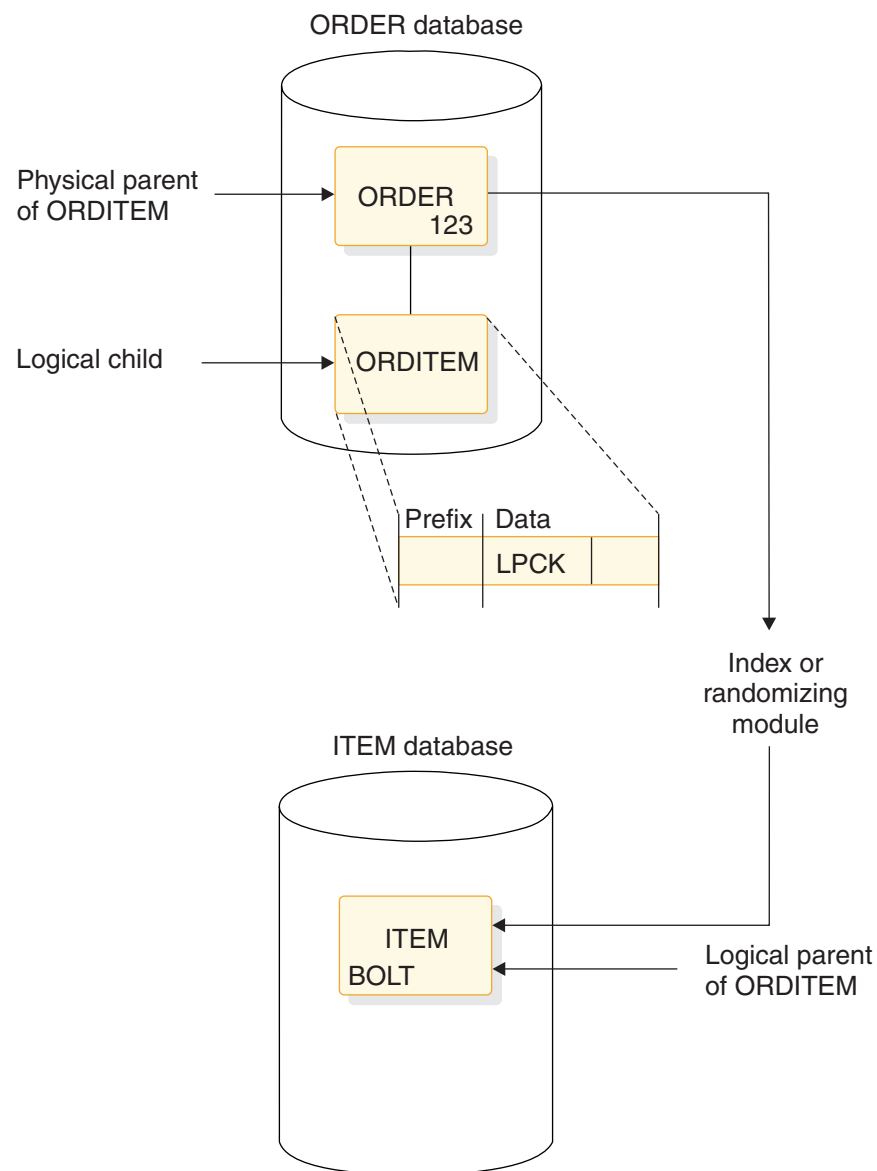 ORDER database
Physical parent
of ORDITEM
ORDER
123
Logical child
ORDITEM
Prefix
Data
LPCK
Index or
randomizing
module
ITEM database
ITEM
BOLT
Logical parent
of ORDITEM